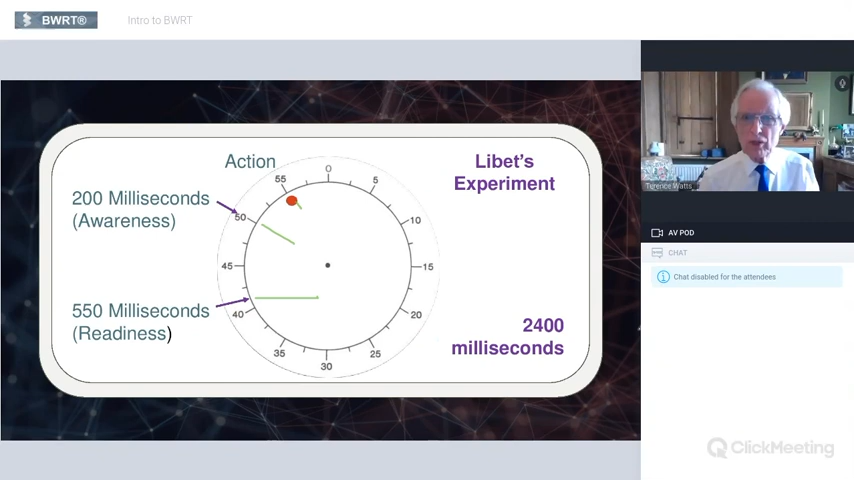 BWRT®
Intro to BWRT
Action
Libet's
Experiment
200 Milliseconds
(Awareness)
550 Milliseconds
(Readiness)
0
5
10
15
20
25
30
35
40
45
50
55
2400
milliseconds
Terence Watts
AV POD
CHAT
Chat disabled for the attendees
ClickMeeting